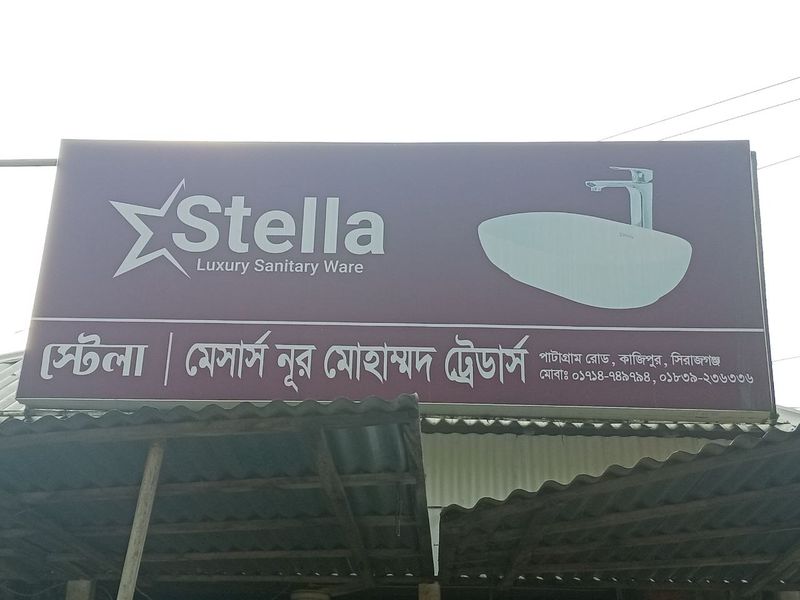 Stella
Luxury Sanitary Ware
স্টেলা | মেসার্স নূর মোহাম্মদ ট্রেডার্স
পাটাগ্রাম রোড, কাজিপুর, সিরাজগঞ্জ
মোবাঃ ০১৭১৪-৭৪৯৭৯৪, ০১৮৩৯-২৩৬৩৩৬